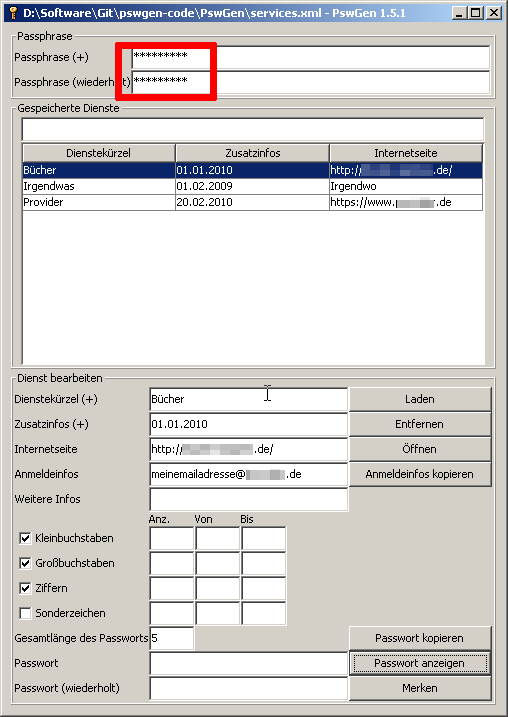 D:\Software\Git\pswgen-code\PswGen\services.xml - PswGen 1.5.1
Passphrase
Passphrase (+) *********
Passphrase (wiederholt) *********
Gespeicherte Dienste
Dienstekürzel Zusatzinfos Internetseite
Bücher 01.01.2010 http:// .de/
Irgendwas 01.02.2009 Irgendwo
Provider 20.02.2010 https://www. .de
Dienst bearbeiten
Dienstekürzel (+) Bücher Laden
Zusatzinfos (+) 01.01.2010 Entfernen
Internetseite http:// .de/ Öffnen
Anmeldeinfos meinemailadresse@ .de Anmeldeinfos kopieren
Weitere Infos
Anz. Von Bis
Kleinbuchstaben
Großbuchstaben
Ziffern
Sonderzeichen
Gesamtlänge des Passworts 5 Passwort kopieren
Passwort Passwort anzeigen
Passwort (wiederholt) Merken